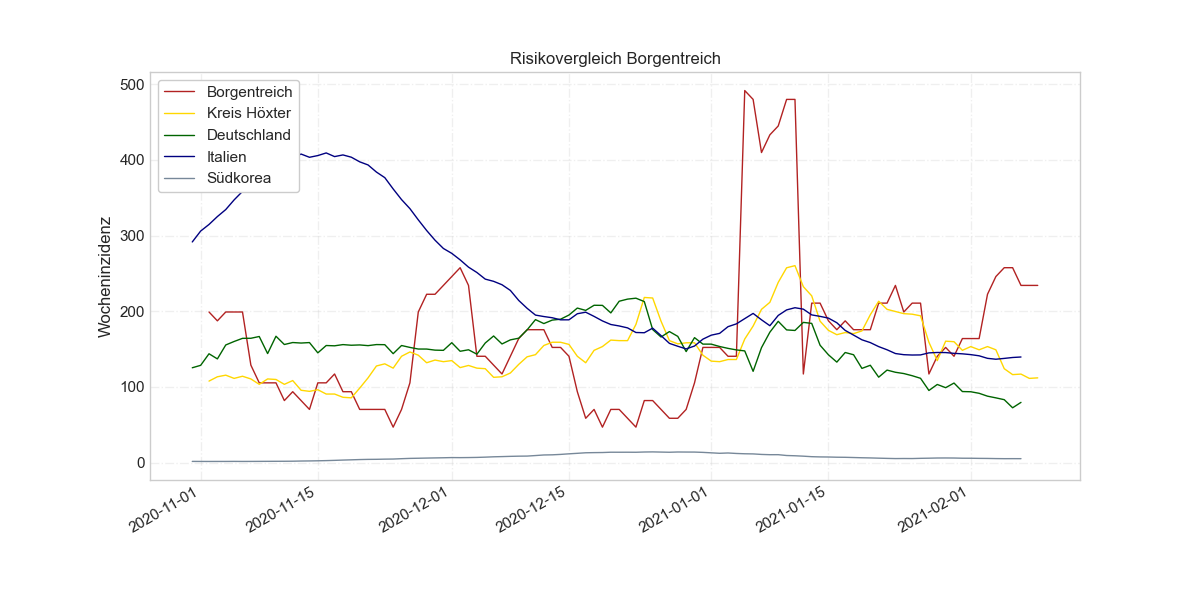 Risikovergleich Borgentreich
Wocheninzidenz
500
400
300
200
100
0
Borgentreich
Kreis Höxter
Deutschland
Italien
Südkorea
2020-11-01
2020-11-15
2020-12-01
2020-12-15
2021-01-01
2021-01-15
2021-02-01